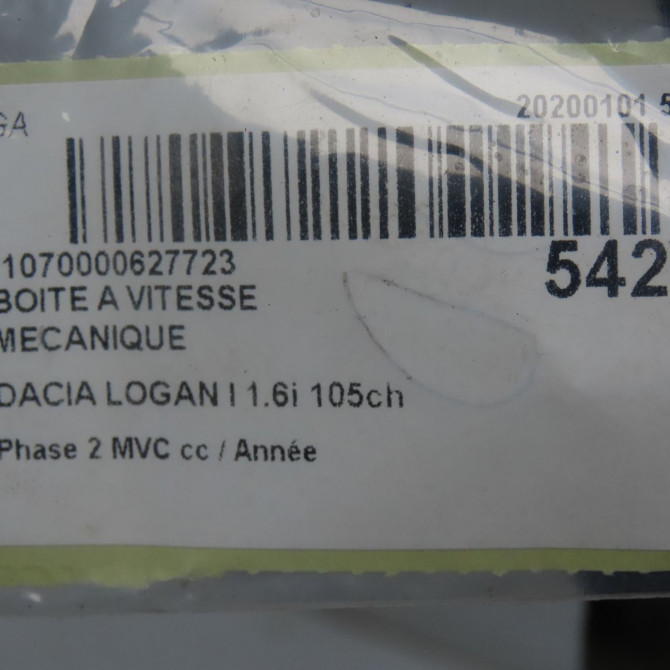 GA
20200101 5
1070000627723
542
BOITE A VITESSE
MECANIQUE
DACIA LOGAN I 1.6i 105ch
Phase 2 MVC cc / Année